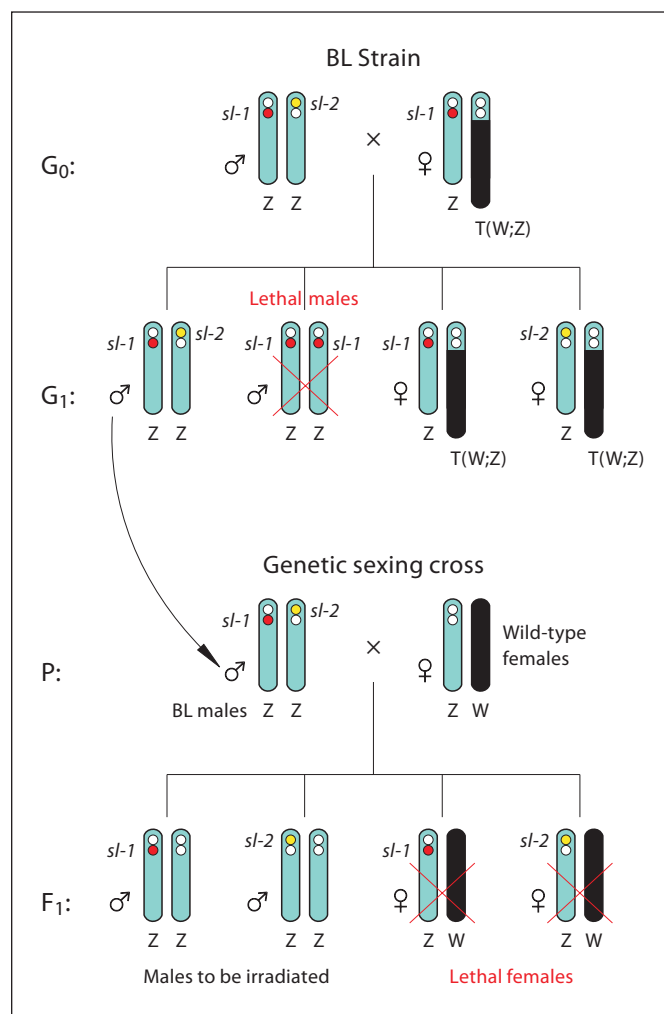 BL Strain
G0:
sl-1 sl-2 sl-1
♂ × ♀
Z Z Z
T(W;Z)
Lethal males
G1:
sl-1 sl-2 sl-1 sl-1 sl-1 sl-2
♂ ♂ ♀ ♀
Z Z Z Z Z Z
T(W;Z) T(W;Z)
Genetic sexing cross
P:
sl-1 sl-2
♂ × ♀
Wild-type
females
BL males Z Z Z W
F1:
sl-1 sl-2 sl-1 sl-2
♂ ♂ ♀ ♀
Z Z Z Z Z W Z W
Males to be irradiated Lethal females